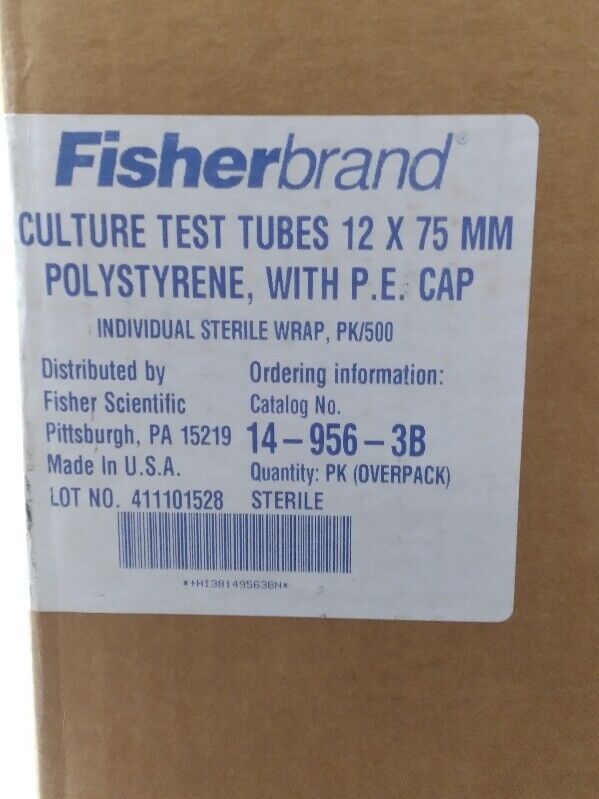 Fisherbrand®
CULTURE TEST TUBES 12 X 75 MM
POLYSTYRENE, WITH P.E. CAP
INDIVIDUAL STERILE WRAP, PK/500
Distributed by
Fisher Scientific
Pittsburgh, PA 15219
Made In U.S.A.
LOT NO. 411101528
Ordering information:
Catalog No.
14-956-3B
Quantity: PK (OVERPACK)
STERILE
*+H138149563BN*